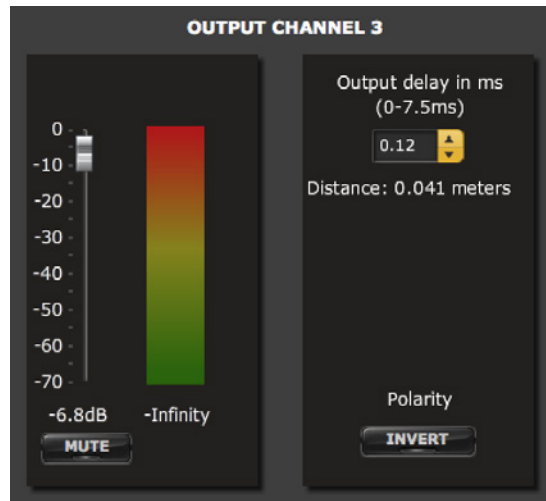 OUTPUT CHANNEL 3
0
-10
-20
-30
-40
-50
-60
-70
-6.8dB
-Infinity
MUTE
Output delay in ms
(0-7.5ms)
0.12
Distance: 0.041 meters
Polarity
INVERT